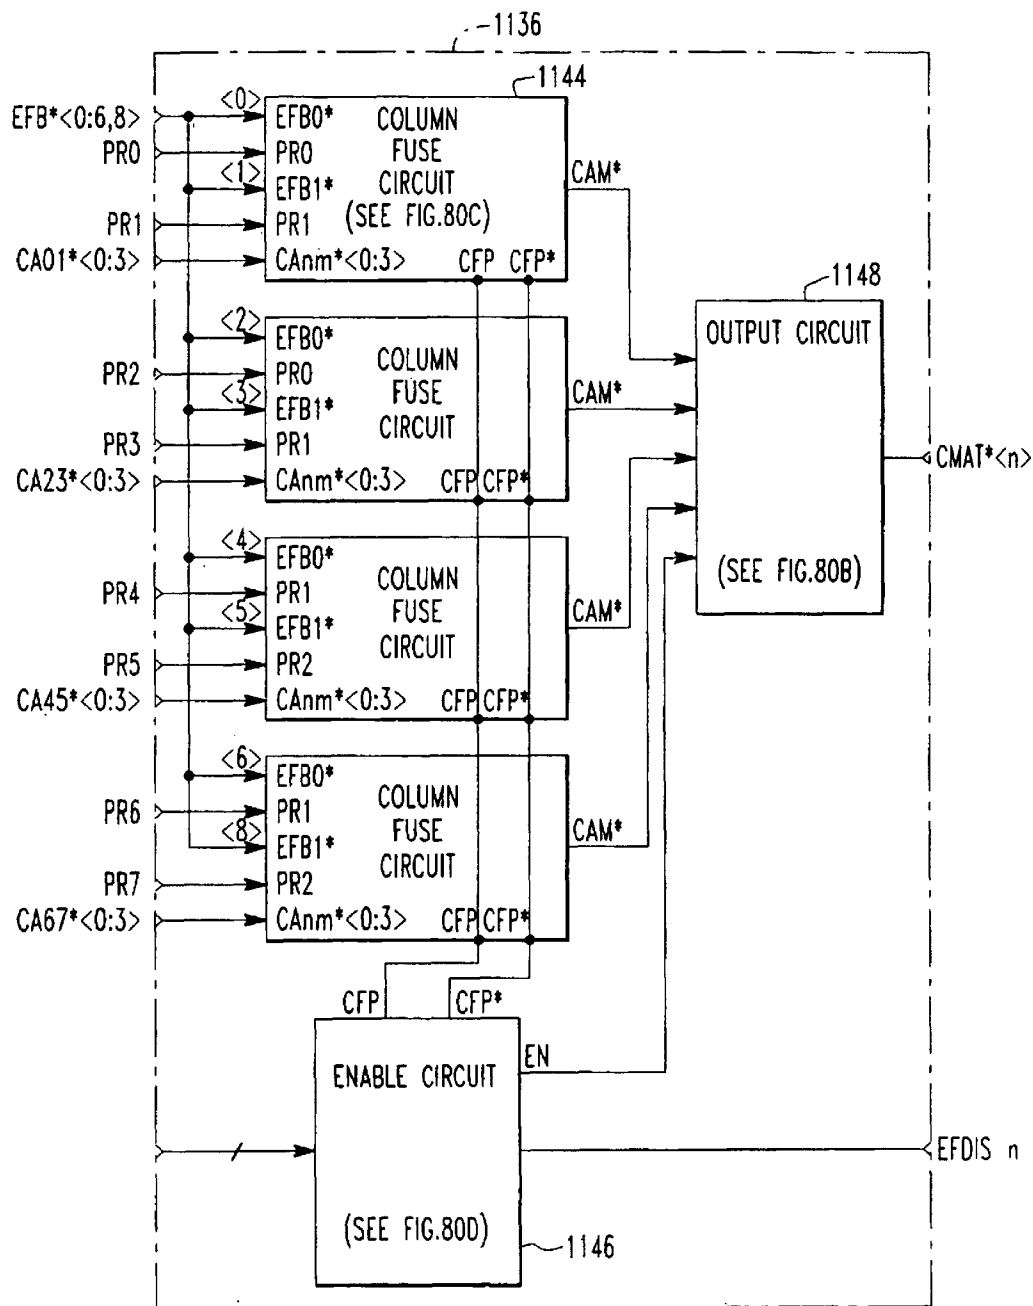 1136
1144
EFB*<0:6,8>
<0>
EFB0*
COLUMN
FUSE
CIRCUIT
(SEE FIG.80C)
PR0
PR0
<1>
EFB1*
CAM*
PR1
PR1
CA01*<0:3>
CAnm*<0:3>
CFP
CFP*
1148
OUTPUT CIRCUIT
(SEE FIG.80B)
CMAT*<n>
<2>
EFB0*
COLUMN
FUSE
CIRCUIT
PR2
PR0
<3>
EFB1*
CAM*
PR3
PR1
CA23*<0:3>
CAnm*<0:3>
CFP
CFP*
<4>
EFB0*
COLUMN
FUSE
CIRCUIT
PR4
PR1
<5>
EFB1*
CAM*
PR5
PR2
CA45*<0:3>
CAnm*<0:3>
CFP
CFP*
<6>
EFB0*
COLUMN
FUSE
CIRCUIT
PR6
PR1
<8>
EFB1*
CAM*
PR7
PR2
CA67*<0:3>
CAnm*<0:3>
CFP
CFP*
CFP
CFP*
EN
ENABLE CIRCUIT
(SEE FIG.80D)
EFDIS n
1146